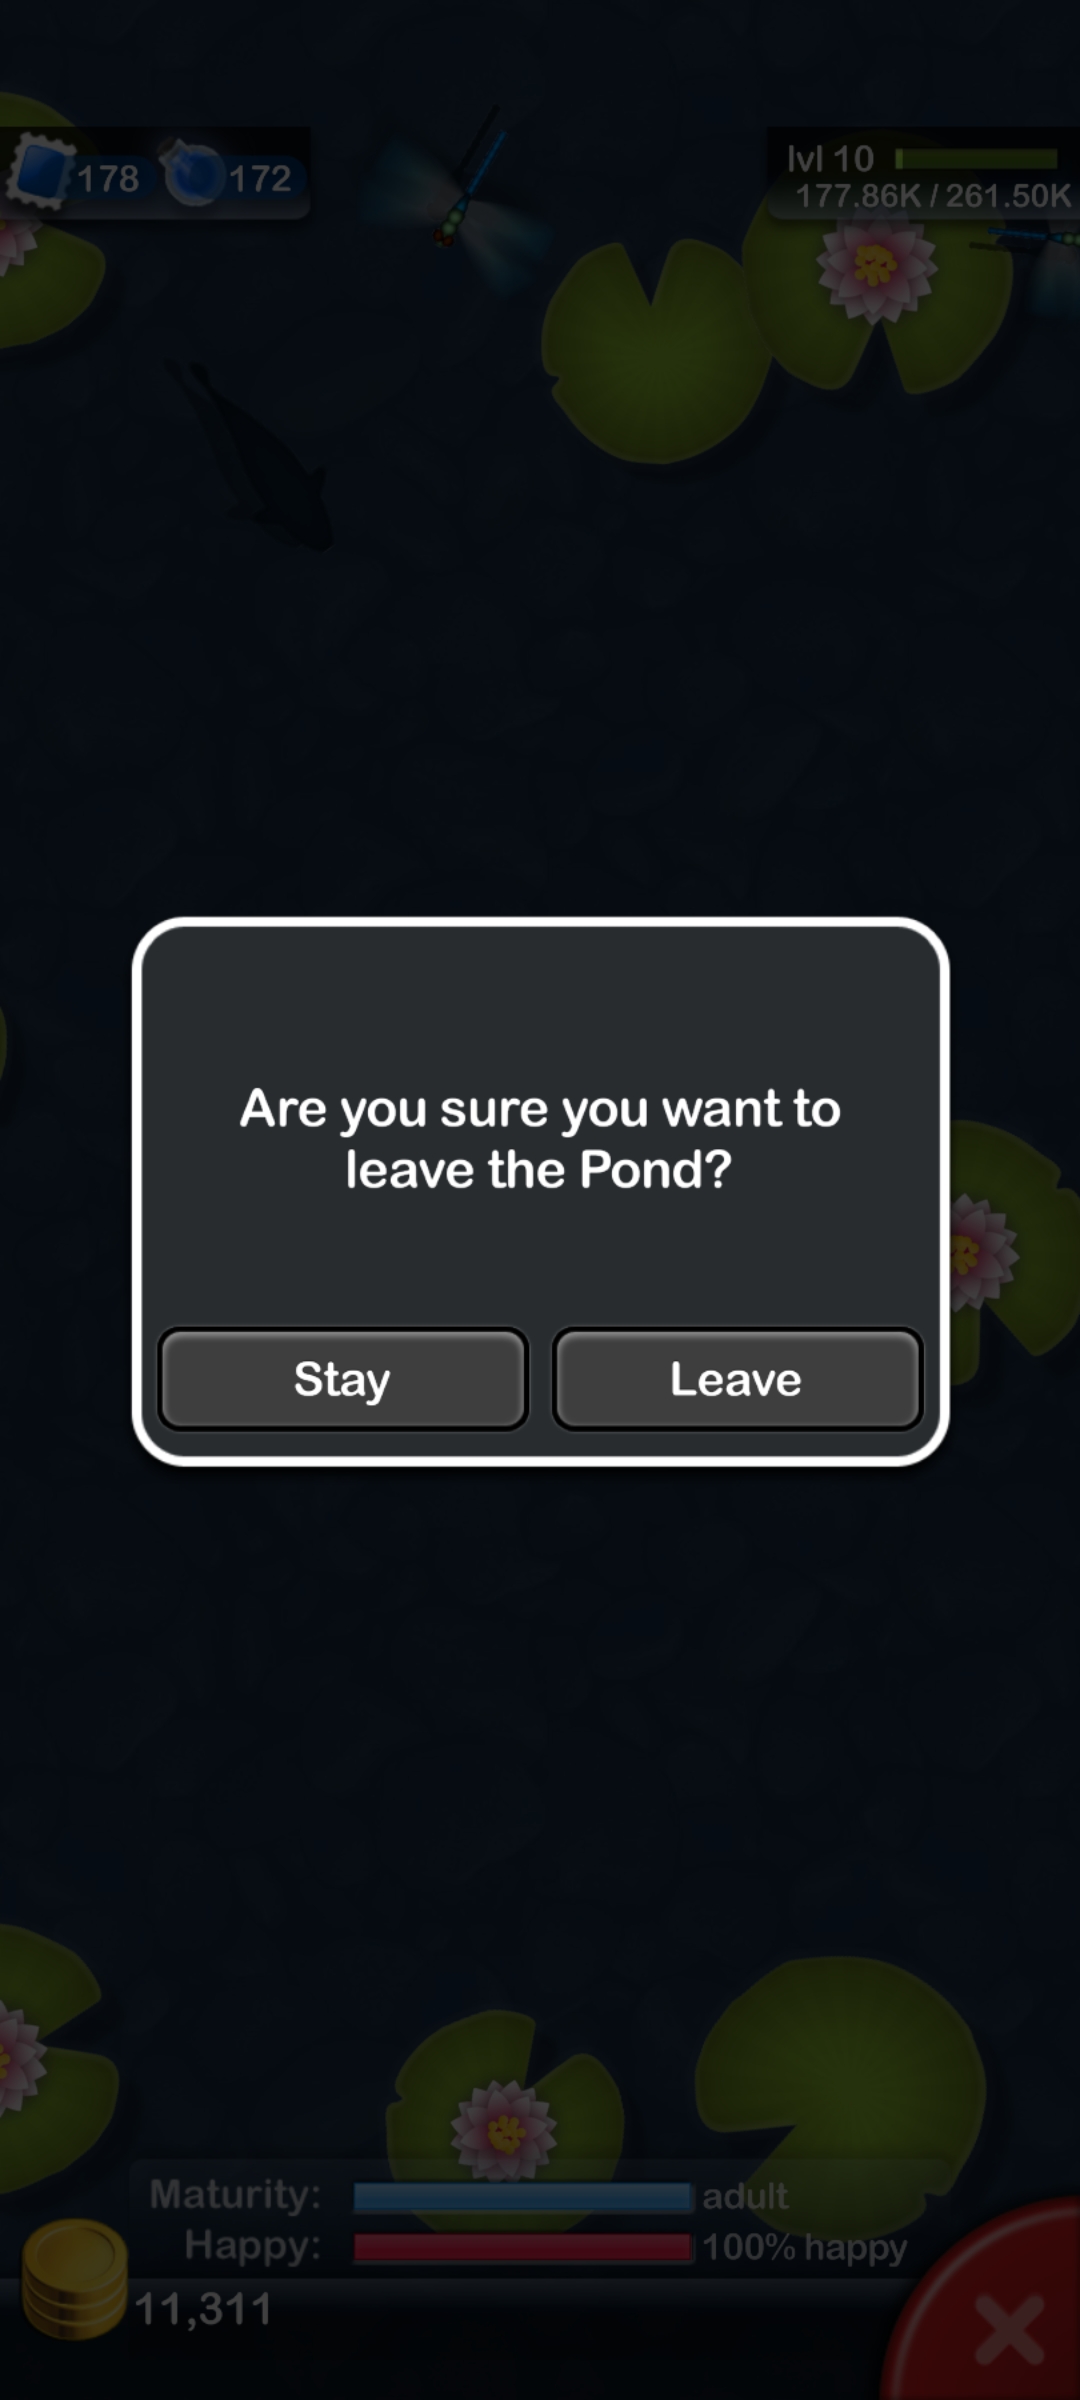 178
172
lvl 10
177.86K / 261.50K
Are you sure you want to
leave the Pond?
Stay
Leave
Maturity:
adult
Happy:
100% happy
11,311